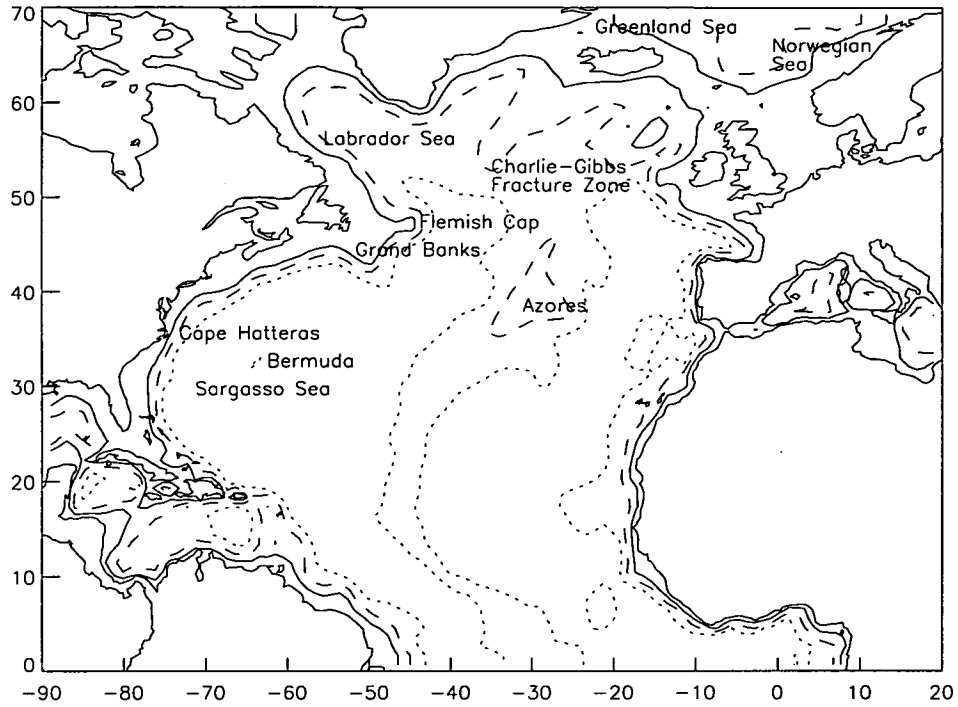 70
60
50
40
30
20
10
0
Greenland Sea
Norwegian
Sea
Labrador Sea
Charlie-Gibbs
Fracture Zone
Flemish Cap
Grand Banks
Azores
Cape Hatteras
Bermuda
Sargasso Sea
-90 -80 -70 -60 -50 -40 -30 -20 -10 0 10 20